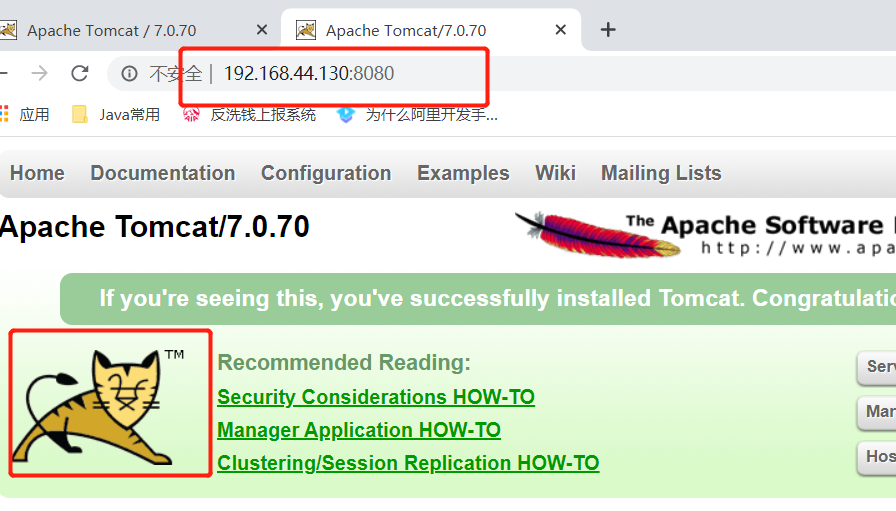 Apache Tomcat / 7.0.70
Apache Tomcat/7.0.70
不安全 | 192.168.44.130:8080
应用 Java常用 反洗钱上报系统 为什么阿里开发手...
Home Documentation Configuration Examples Wiki Mailing Lists
Apache Tomcat/7.0.70
The Apache Software
http://www.apa
If you're seeing this, you've successfully installed Tomcat. Congratulatio
TM
Recommended Reading:
Security Considerations HOW-TO
Manager Application HOW-TO
Clustering/Session Replication HOW-TO
Serv
Man
Hos